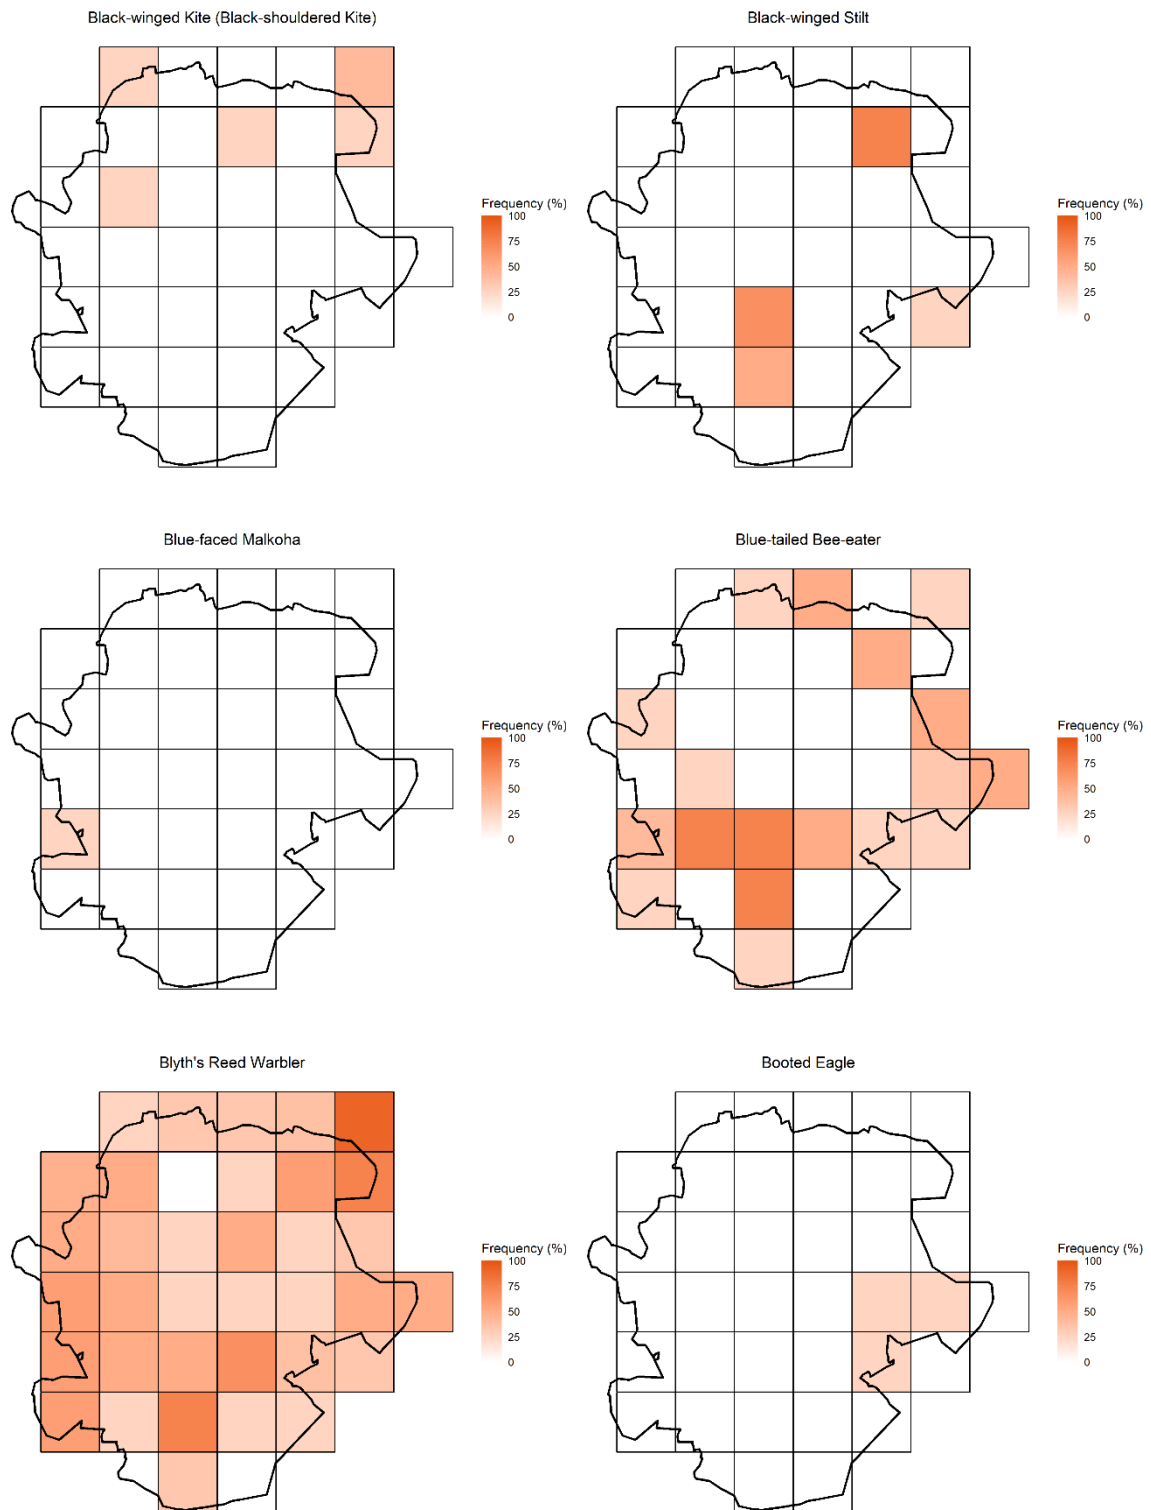 Black-winged Kite (Black-shouldered Kite)
Black-winged Stilt
Frequency (%)
100
75
50
25
0
Frequency (%)
100
75
50
25
0
Blue-faced Malkoha
Blue-tailed Bee-eater
Frequency (%)
100
75
50
25
0
Frequency (%)
100
75
50
25
0
Blyth's Reed Warbler
Booted Eagle
Frequency (%)
100
75
50
25
0
Frequency (%)
100
75
50
25
0